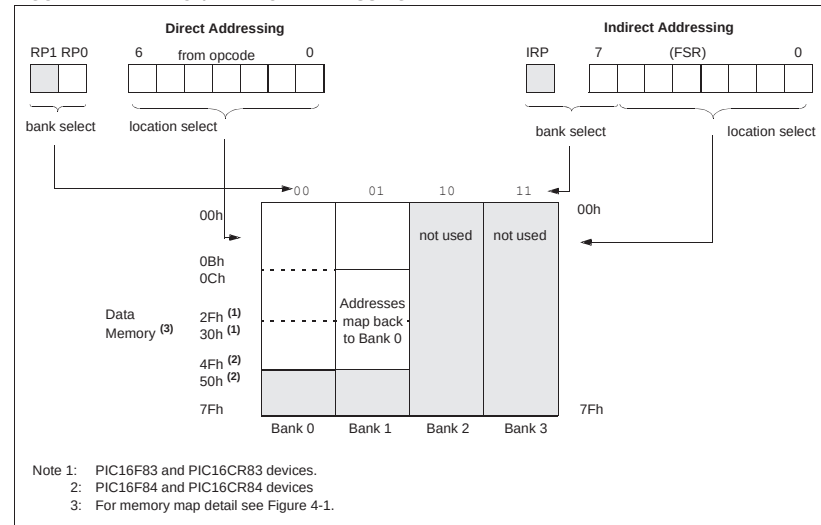 Direct Addressing
Indirect Addressing
RP1 RP0
6 from opcode 0
IRP
7 (FSR) 0
bank select
location select
bank select
location select
00 01 10 11
00h
00h
not used
not used
0Bh
0Ch
Addresses
map back
to Bank 0
Data
Memory (3)
2Fh (1)
30h (1)
4Fh (2)
50h (2)
7Fh
7Fh
Bank 0 Bank 1 Bank 2 Bank 3
Note 1: PIC16F83 and PIC16CR83 devices.
2: PIC16F84 and PIC16CR84 devices
3: For memory map detail see Figure 4-1.